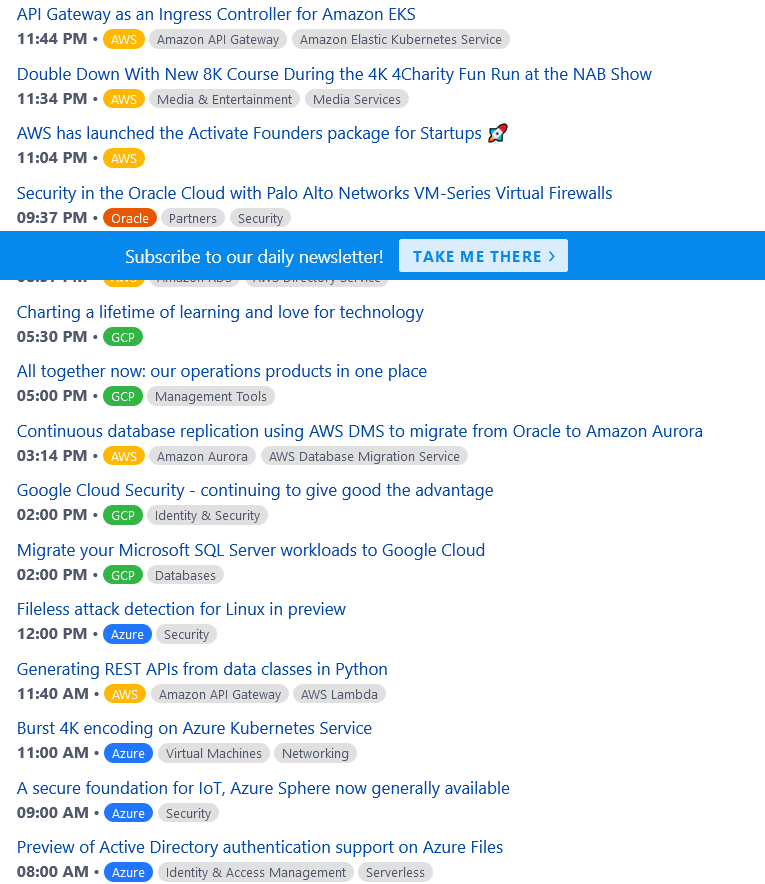 API Gateway as an Ingress Controller for Amazon EKS
11:44 PM • AWS Amazon API Gateway Amazon Elastic Kubernetes Service
Double Down With New 8K Course During the 4K 4Charity Fun Run at the NAB Show
11:34 PM • AWS Media & Entertainment Media Services
AWS has launched the Activate Founders package for Startups 🚀
11:04 PM • AWS
Security in the Oracle Cloud with Palo Alto Networks VM-Series Virtual Firewalls
09:37 PM • Oracle Partners Security
Subscribe to our daily newsletter! TAKE ME THERE >
Charting a lifetime of learning and love for technology
05:30 PM • GCP
All together now: our operations products in one place
05:00 PM • GCP Management Tools
Continuous database replication using AWS DMS to migrate from Oracle to Amazon Aurora
03:14 PM • AWS Amazon Aurora AWS Database Migration Service
Google Cloud Security - continuing to give good the advantage
02:00 PM • GCP Identity & Security
Migrate your Microsoft SQL Server workloads to Google Cloud
02:00 PM • GCP Databases
Fileless attack detection for Linux in preview
12:00 PM • Azure Security
Generating REST APIs from data classes in Python
11:40 AM • AWS Amazon API Gateway AWS Lambda
Burst 4K encoding on Azure Kubernetes Service
11:00 AM • Azure Virtual Machines Networking
A secure foundation for IoT, Azure Sphere now generally available
09:00 AM • Azure Security
Preview of Active Directory authentication support on Azure Files
08:00 AM • Azure Identity & Access Management Serverless